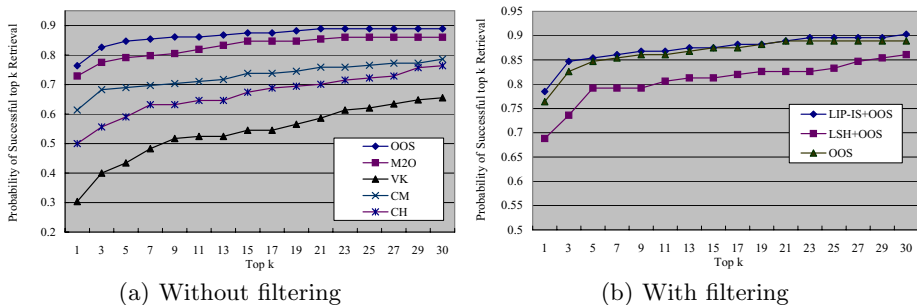 Probability of Successful top k Retrieval
0.9
0.8
0.7
0.6
0.5
0.4
0.3
0.2
1 3 5 7 9 11 13 15 17 19 21 23 25 27 29 30
Top k
OOS
M2O
VK
CM
CH
(a) Without filtering
Probability of Successful top k Retrieval
0.95
0.9
0.85
0.8
0.75
0.7
0.65
0.6
0.55
0.5
1 3 5 7 9 11 13 15 17 19 21 23 25 27 29 30
Top k
LIP-IS+OOS
LSH+OOS
OOS
(b) With filtering